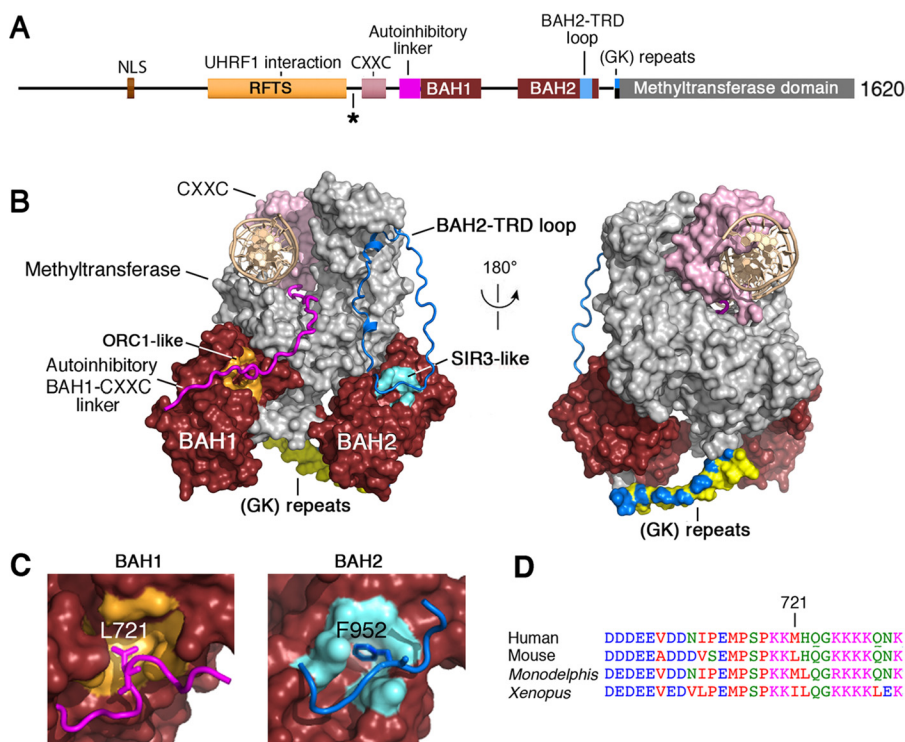 A
NLS
UHRF1 interaction
RFTS
*
CXXC
Autoinhibitory
linker
BAH1
BAH2-TRD
loop
BAH2
(GK) repeats
Methyltransferase domain
1620
B
CXXC
Methyltransferase
ORC1-like
Autoinhibitory
BAH1-CXXC
linker
BAH1
BAH2
BAH2-TRD loop
SIR3-like
(GK) repeats
180°
(GK) repeats
C
BAH1
L721
BAH2
F952
D
721
Human DDDEEVDDNIPEMPSPKKMHQGKKKKQNK
Mouse DDDEEADDDVSEMPSPKKLHQGKKKKQNK
Monodelphis DDDEEVDDNIPEMPSPKKILQGKKKKQNK
Xenopus DEDEEVEDVLPEMPSPKKILQGRKKKLEK